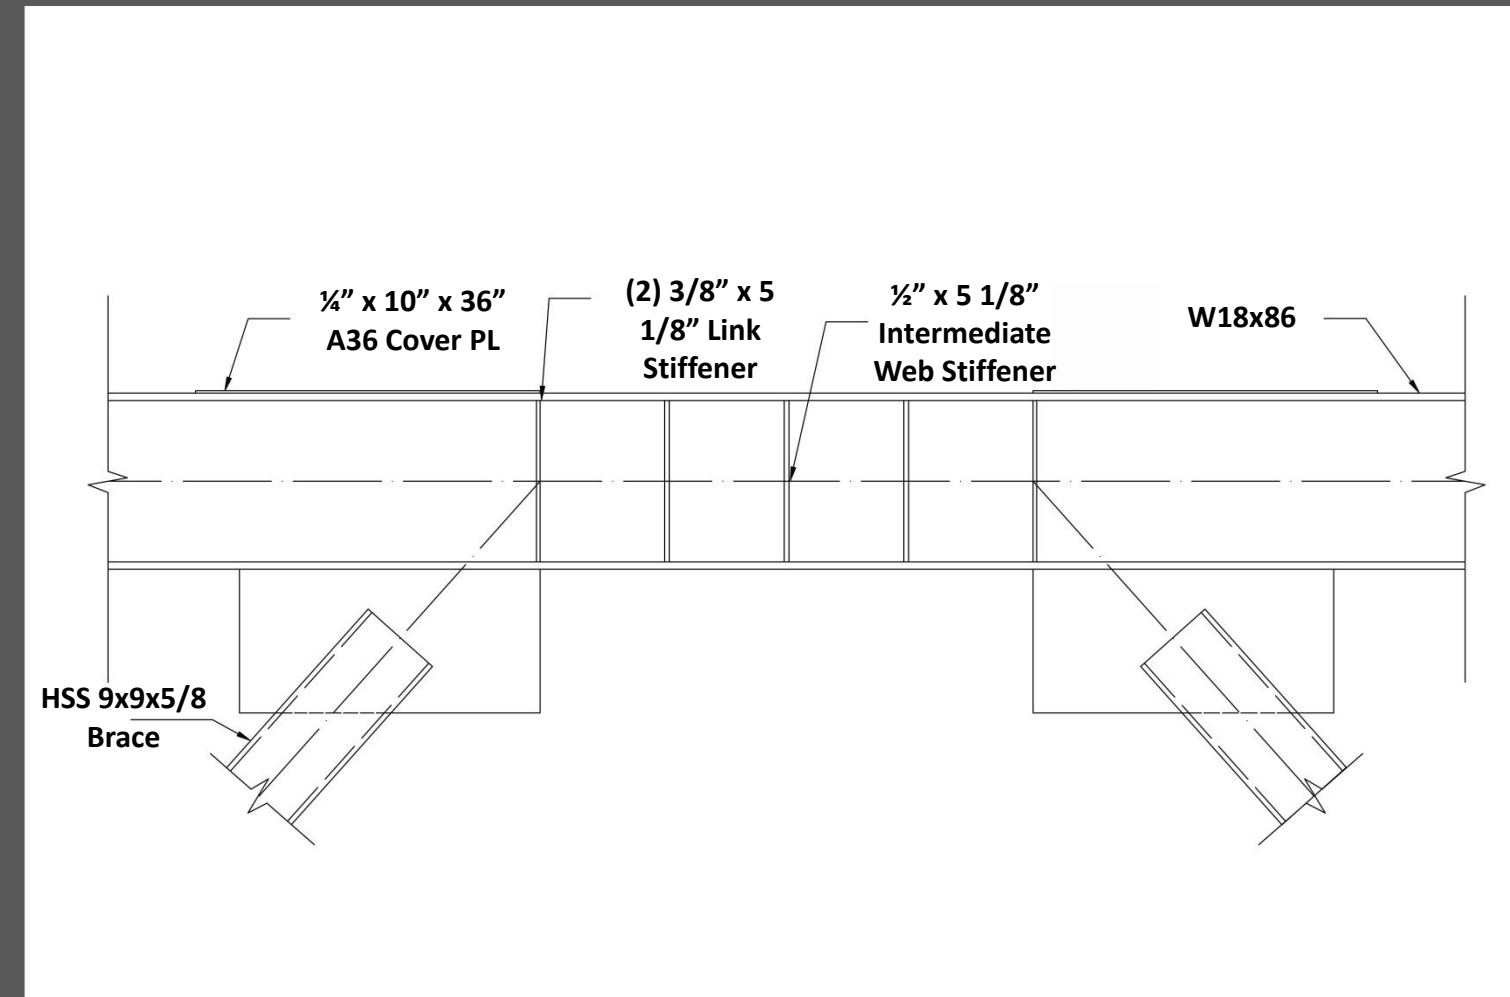 ¼” x 10” x 36”
A36 Cover PL
(2) 3/8” x 5
1/8” Link
Stiffener
½” x 5 1/8”
Intermediate
Web Stiffener
W18x86
HSS 9x9x5/8
Brace